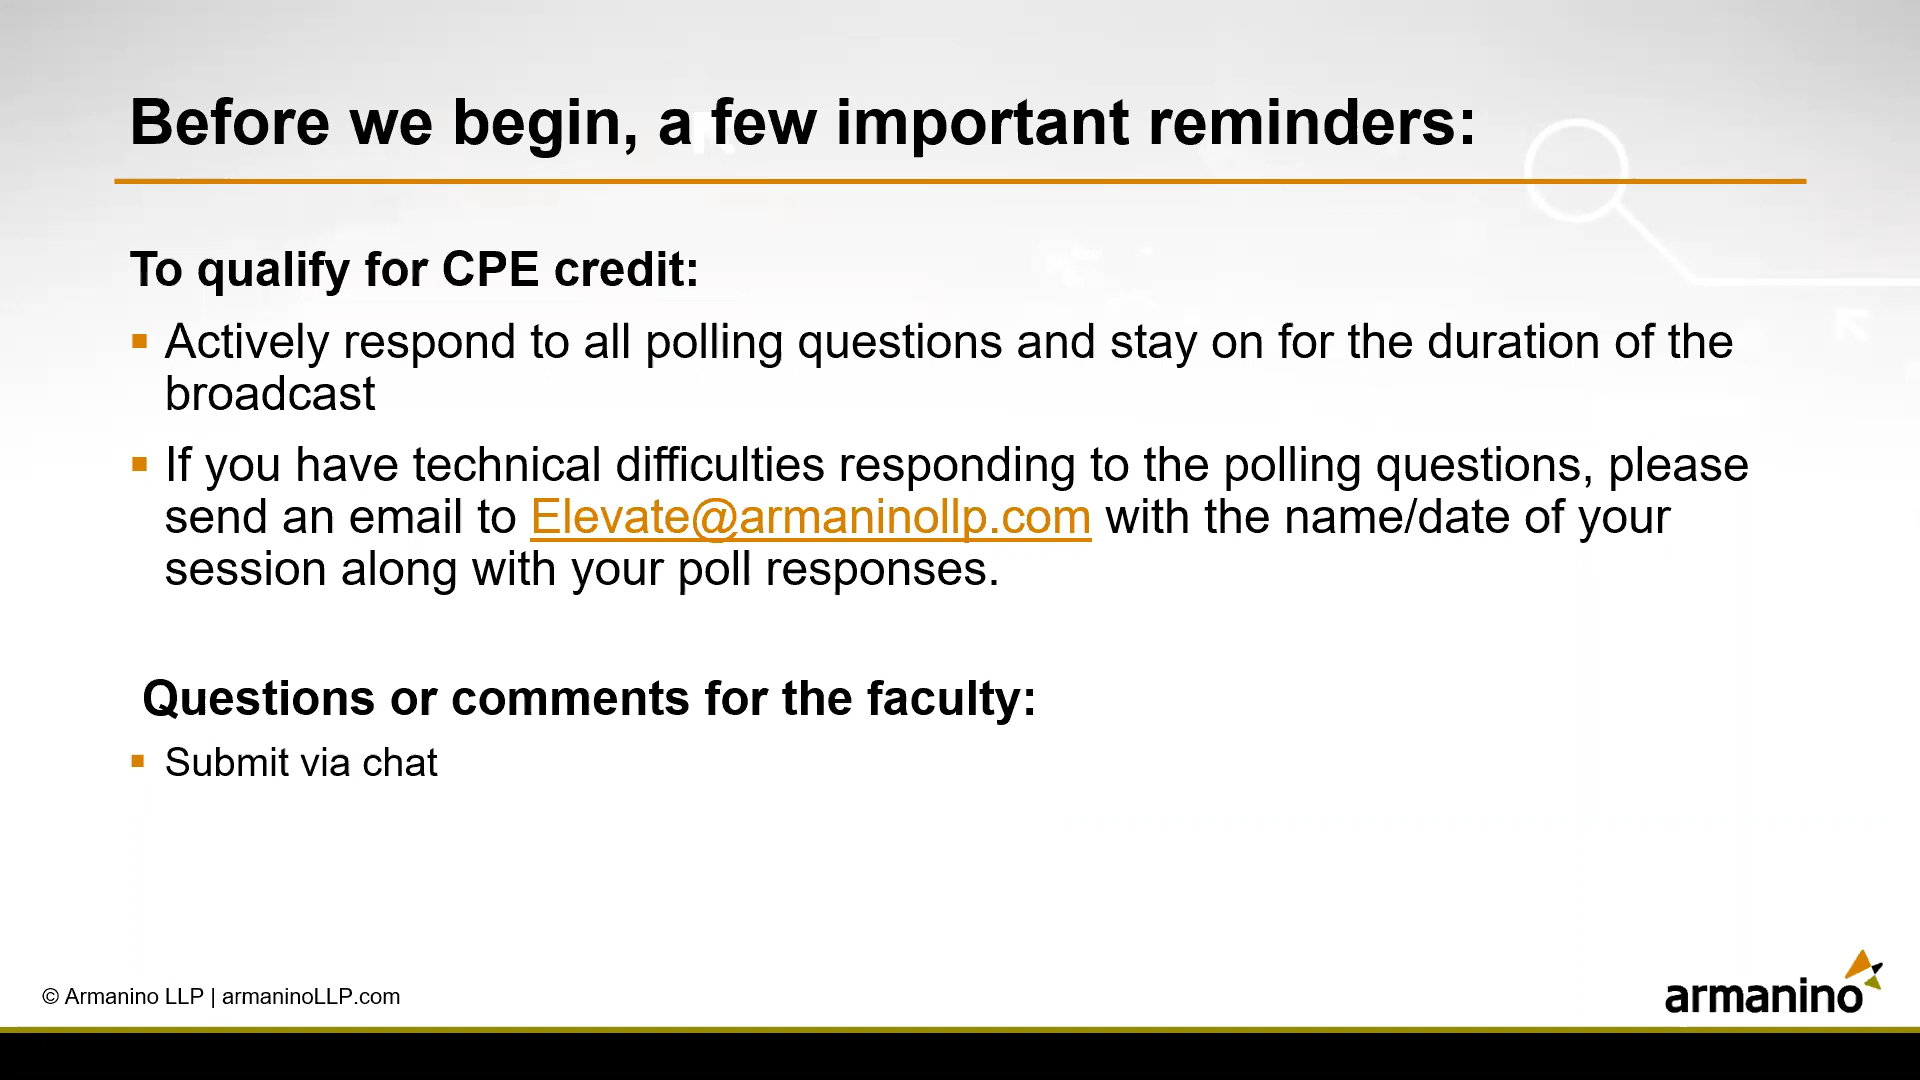 Before we begin, a few important reminders:
To qualify for CPE credit:
▪ Actively respond to all polling questions and stay on for the duration of the
broadcast
▪ If you have technical difficulties responding to the polling questions, please
send an email to Elevate@armaninollp.com with the name/date of your
session along with your poll responses.
Questions or comments for the faculty:
▪ Submit via chat
© Armanino LLP | armaninoLLP.com
armanino